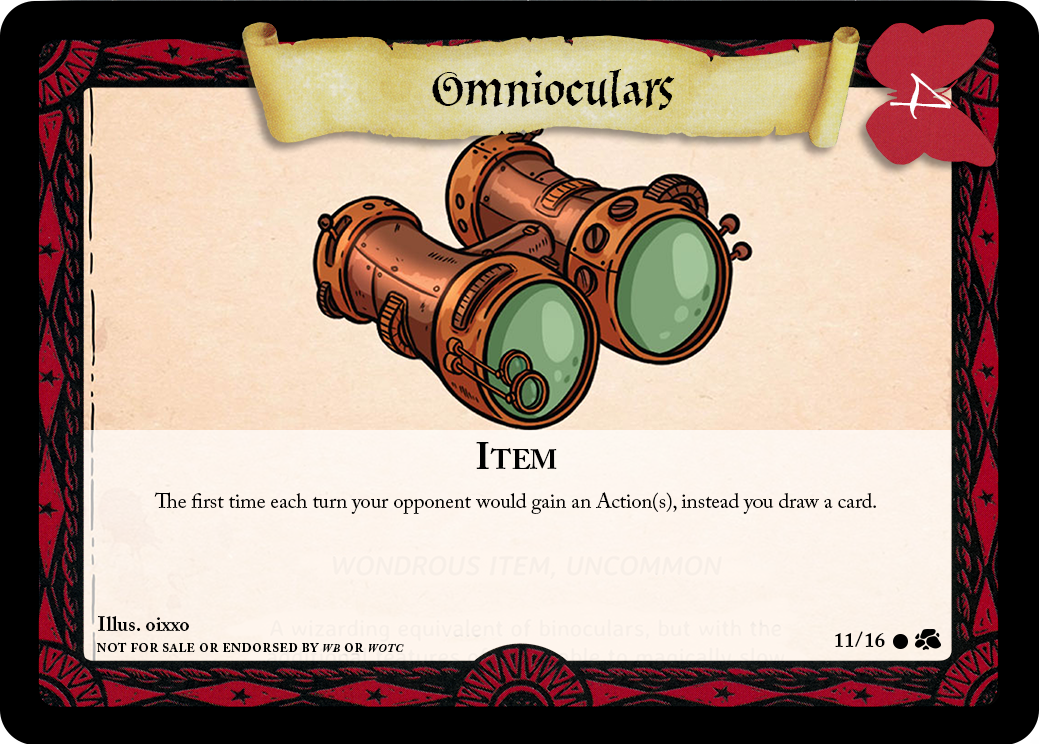 Omnioculars
4
ITEM
The first time each turn your opponent would gain an Action(s), instead you draw a card.
WONDROUS ITEM, UNCOMMON
A wizarding equivalent of binoculars, but with the
Illus. oixxo
NOT FOR SALE OR ENDORSED BY WB OR WOTC
11/16